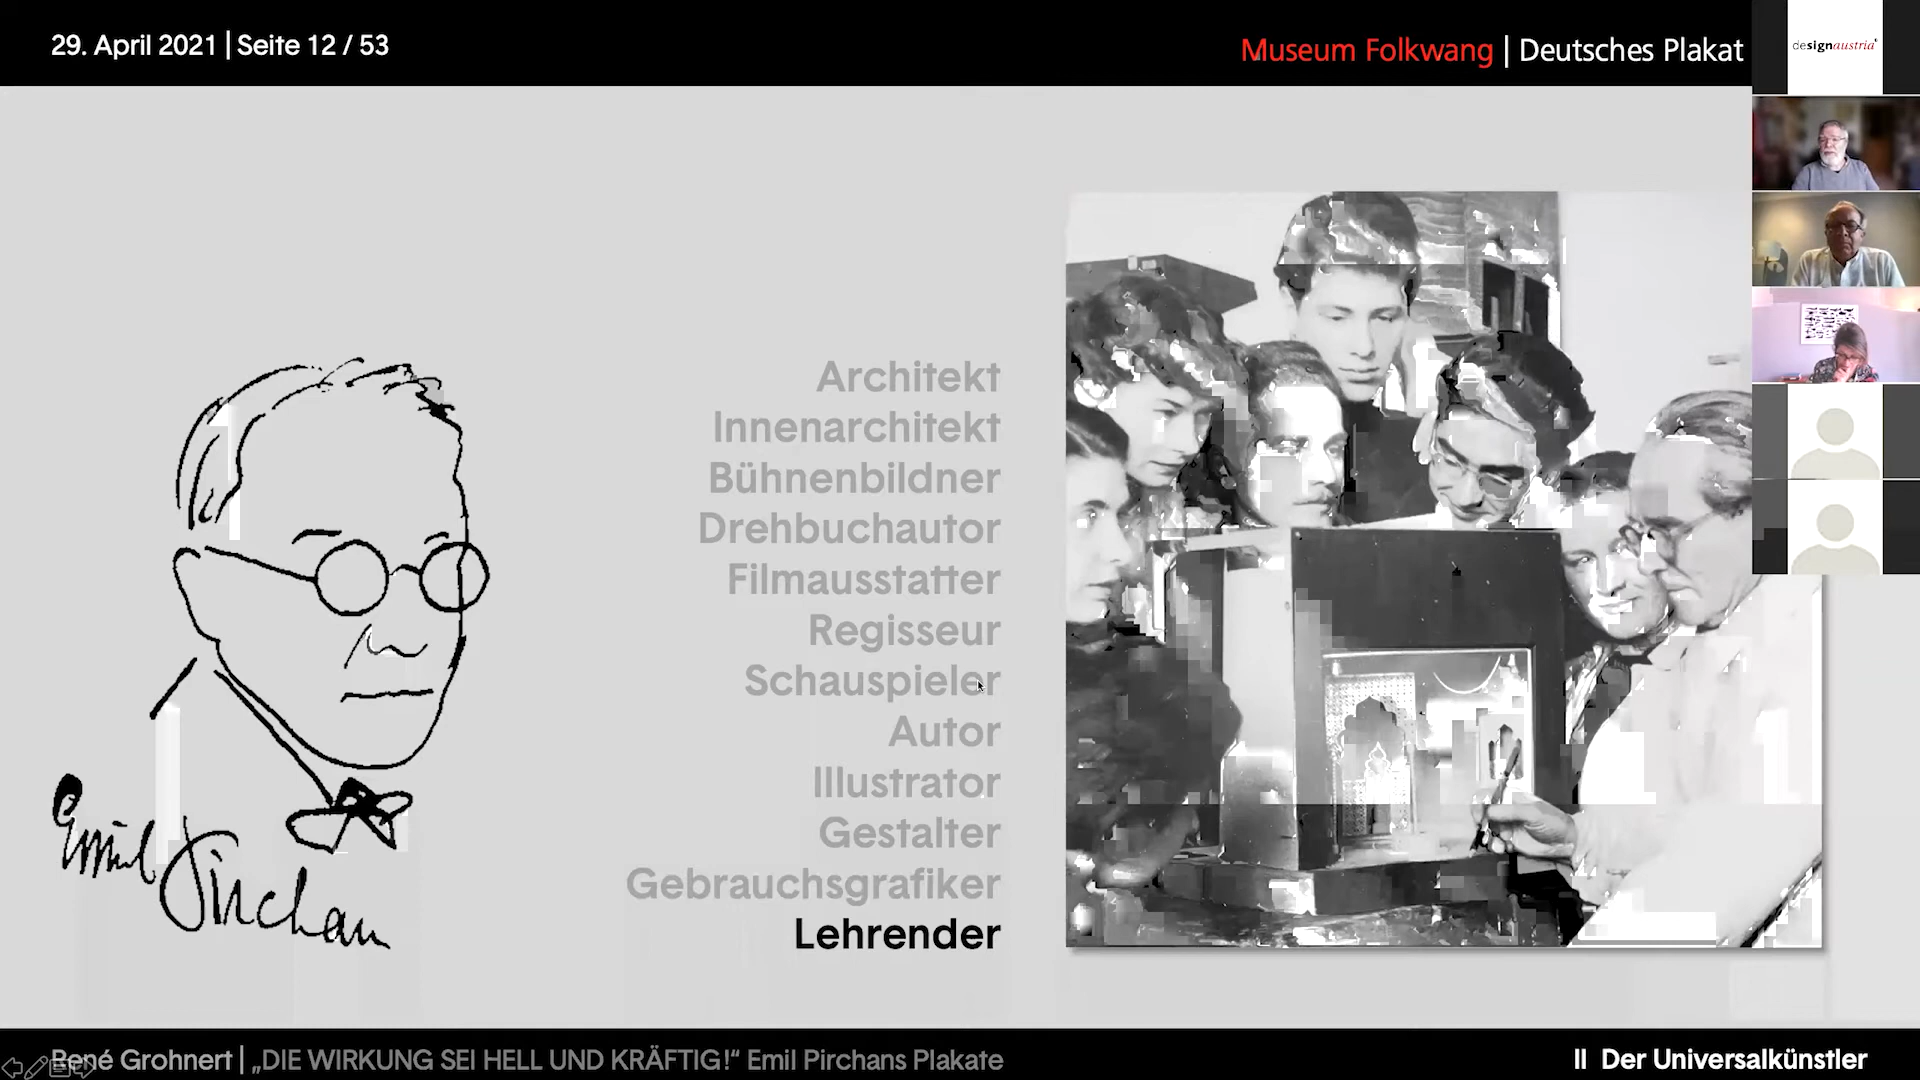 29. April 2021 | Seite 12 / 53
Museum Folkwang | Deutsches Plakat
designaustria
Architekt
Innenarchitekt
Bühnenbildner
Drehbuchautor
Filmausstatter
Regisseur
Schauspieler
Autor
Illustrator
Gestalter
Gebrauchsgrafiker
Lehrender
Emil Pirchan
René Grohnert | „DIE WIRKUNG SEI HELL UND KRÄFTIG!“ Emil Pirchans Plakate
II Der Universalkünstler